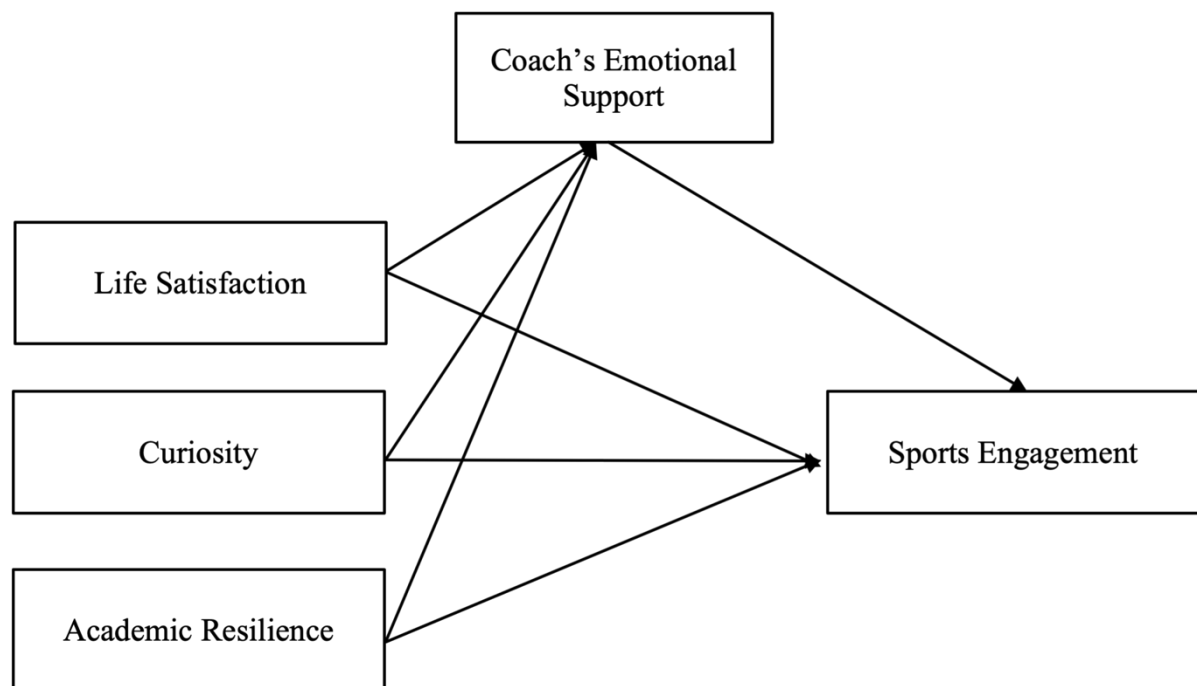 Coach’s Emotional
Support
Life Satisfaction
Curiosity
Sports Engagement
Academic Resilience